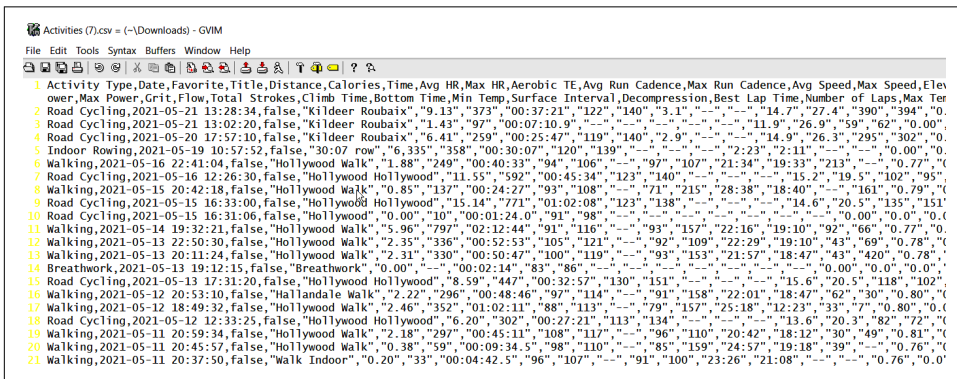 Activities (7).csv = (~\Downloads) - GVIM
File Edit Tools Syntax Buffers Window Help
1 Activity Type,Date,Favorite,Title,Distance,Calories,Time,Avg HR,Max HR,Aerobic TE,Avg Run Cadence,Max Run Cadence,Avg Speed,Max Speed,Elev
ower,Max Power,Grit,Flow,Total Strokes,Climb Time,Bottom Time,Min Temp,Surface Interval,Decompression,Best Lap Time,Number of Laps,Max Tem
2 Road Cycling,2021-05-21 13:28:34,false,"Kildeer Roubaix","9.13","373","00:37:21","122","140","3.1","--","--","14.7","27.4","390","394","0.
3 Road Cycling,2021-05-21 13:02:20,false,"Kildeer Roubaix","1.43","97","00:07:10.9","--","--","--","--","--","11.9","26.9","59","62","0.00"
4 Road Cycling,2021-05-20 17:57:10,false,"Kildeer Roubaix","6.41","259","00:25:47","119","140","2.9","--","--","14.9","26.3","295","302","0.
5 Indoor Rowing,2021-05-19 10:57:52,false,"30:07 row","6,335","358","00:30:07","120","139","--","--","--","2:23","2:11","--","--","0.00","0.
6 Walking,2021-05-16 22:41:04,false,"Hollywood Walk","1.88","249","00:40:33","94","106","--","97","107","21:34","19:33","213","--","0.77","0
7 Road Cycling,2021-05-16 12:26:30,false,"Hollywood Hollywood","11.55","592","00:45:34","123","140","--","--","--","15.2","19.5","102","95",
8 Walking,2021-05-15 20:42:18,false,"Hollywood Walk","0.85","137","00:24:27","93","108","--","71","215","28:38","18:40","--","161","0.79","0
9 Road Cycling,2021-05-15 16:33:00,false,"Hollywood Hollywood","15.14","771","01:02:08","123","138","--","--","--","14.6","20.5","135","151"
10 Road Cycling,2021-05-15 16:31:06,false,"Hollywood","0.00","10","00:01:24.0","91","98","--","--","--","--","--","--","--","0.00","0.0","0.
11 Walking,2021-05-14 19:32:21,false,"Hollywood Walk","5.96","797","02:12:44","91","116","--","93","157","22:16","19:10","92","66","0.77","0.
12 Walking,2021-05-13 22:50:30,false,"Hollywood Walk","2.35","336","00:52:53","105","121","--","92","109","22:29","19:10","43","69","0.78","0
13 Walking,2021-05-13 20:11:24,false,"Hollywood Walk","2.31","330","00:50:47","100","119","--","93","153","21:57","18:47","43","420","0.78","
14 Breathwork,2021-05-13 19:12:15,false,"Breathwork","0.00","--","00:02:14","83","86","--","--","--","--","--","--","--","0.00","0.0","0.00",
15 Road Cycling,2021-05-13 17:31:20,false,"Hollywood","8.59","447","00:32:57","130","151","--","--","--","15.6","20.5","118","102",
16 Walking,2021-05-12 20:53:10,false,"Hallandale Walk","2.22","296","00:48:46","97","114","--","91","158","22:01","18:47","62","30","0.80","0
17 Walking,2021-05-12 18:49:32,false,"Hollywood Walk","2.46","352","01:02:11","88","113","--","79","157","25:18","12:23","33","7","0.80","0.0
18 Road Cycling,2021-05-12 12:33:25,false,"Hollywood Hollywood","6.20","302","00:27:21","113","134","--","--","--","13.6","20.3","82","72","0
19 Walking,2021-05-11 20:59:34,false,"Hollywood Walk","2.18","297","00:45:11","108","117","--","96","110","20:42","18:12","30","49","0.81","0
20 Walking,2021-05-11 20:45:57,false,"Hollywood Walk","0.38","59","00:09:34.5","98","110","--","85","159","24:57","19:18","39","--","0.76","0
21 Walking,2021-05-11 20:37:50,false,"Walk Indoor","0.20","33","00:04:42.5","96","107","--","91","100","23:26","21:08","--","--","0.76","0.0"